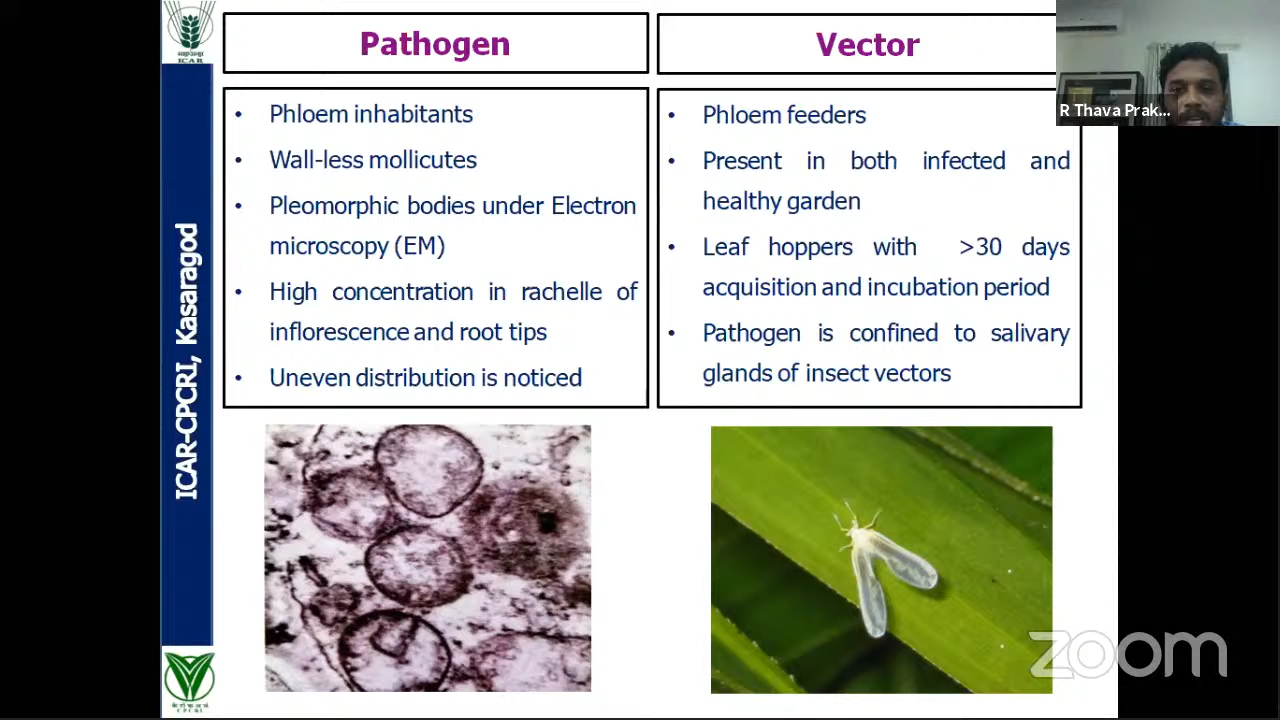 ICAR
ICAR-CPCRI, Kasaragod
CPCRI
Pathogen
• Phloem inhabitants
• Wall-less mollicutes
• Pleomorphic bodies under Electron
microscopy (EM)
• High concentration in rachelle of
inflorescence and root tips
• Uneven distribution is noticed
Vector
• Phloem feeders
• Present in both infected and
healthy garden
• Leaf hoppers with >30 days
acquisition and incubation period
• Pathogen is confined to salivary
glands of insect vectors
R Thava Prak...
zoom